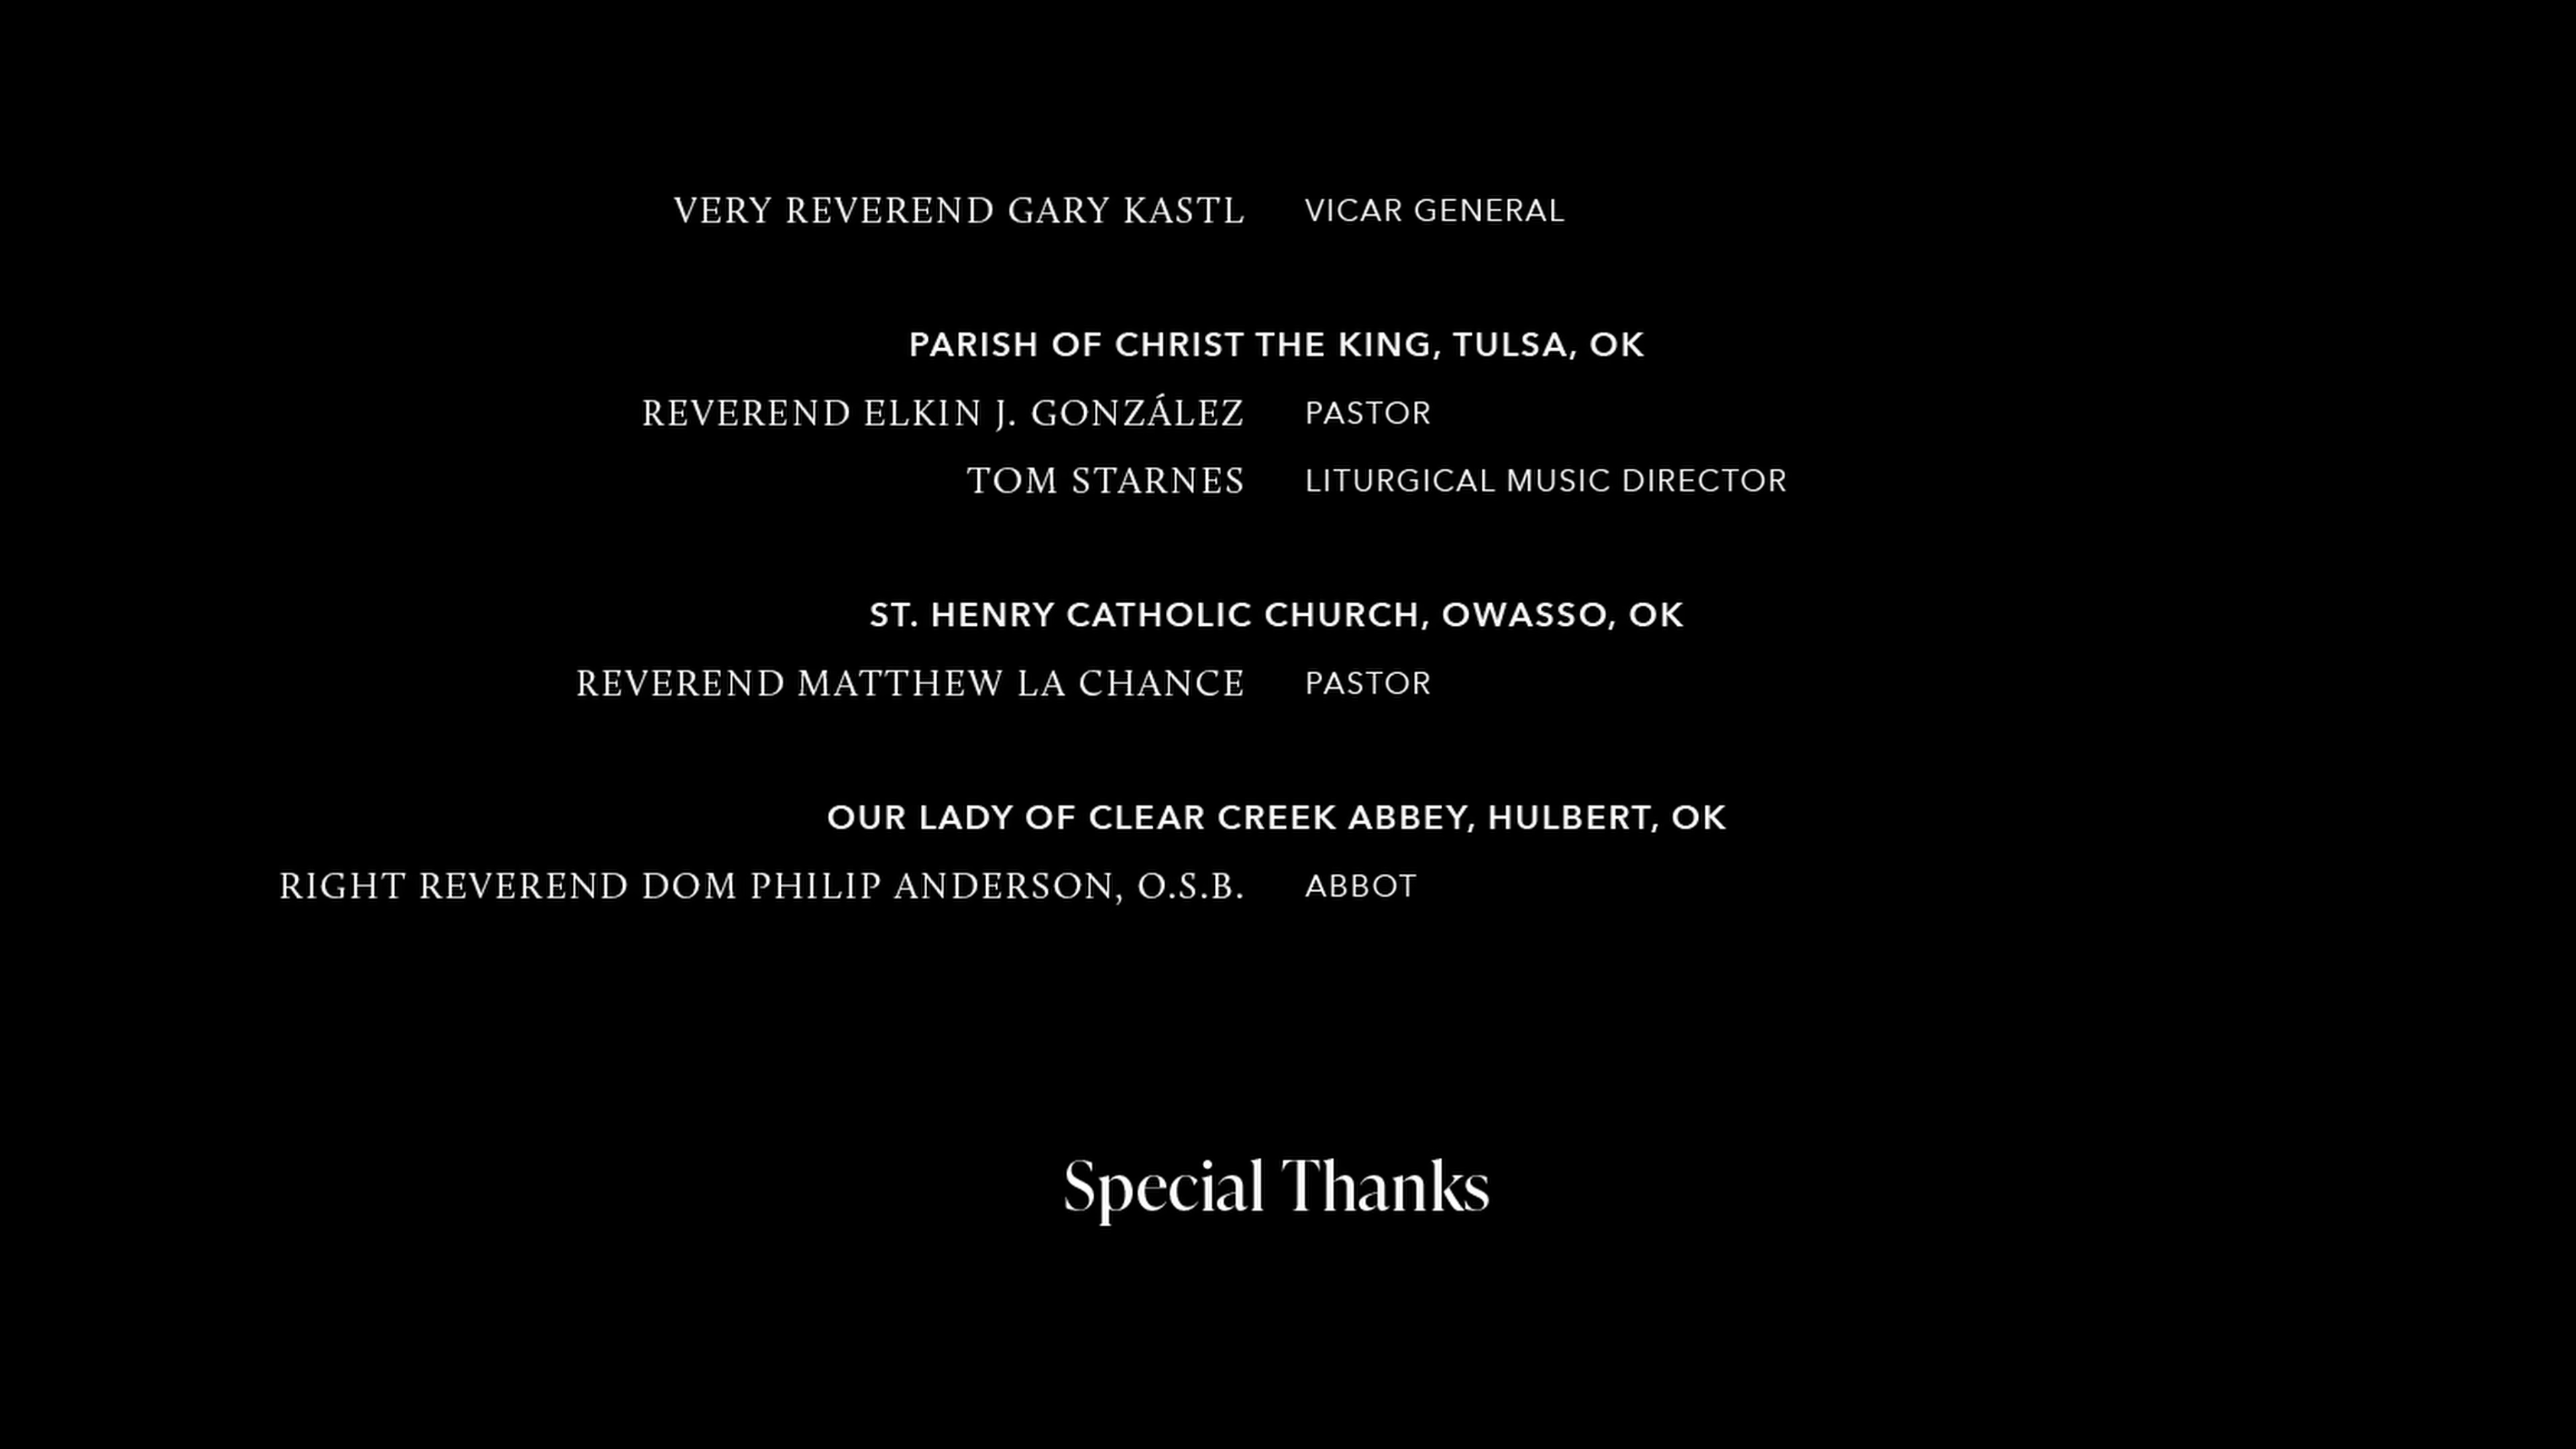 VERY REVEREND GARY KASTL VICAR GENERAL
PARISH OF CHRIST THE KING, TULSA, OK
REVEREND ELKIN J. GONZÁLEZ PASTOR
TOM STARNES LITURGICAL MUSIC DIRECTOR
ST. HENRY CATHOLIC CHURCH, OWASSO, OK
REVEREND MATTHEW LA CHANCE PASTOR
OUR LADY OF CLEAR CREEK ABBEY, HULBERT, OK
RIGHT REVEREND DOM PHILIP ANDERSON, O.S.B. ABBOT
Special Thanks